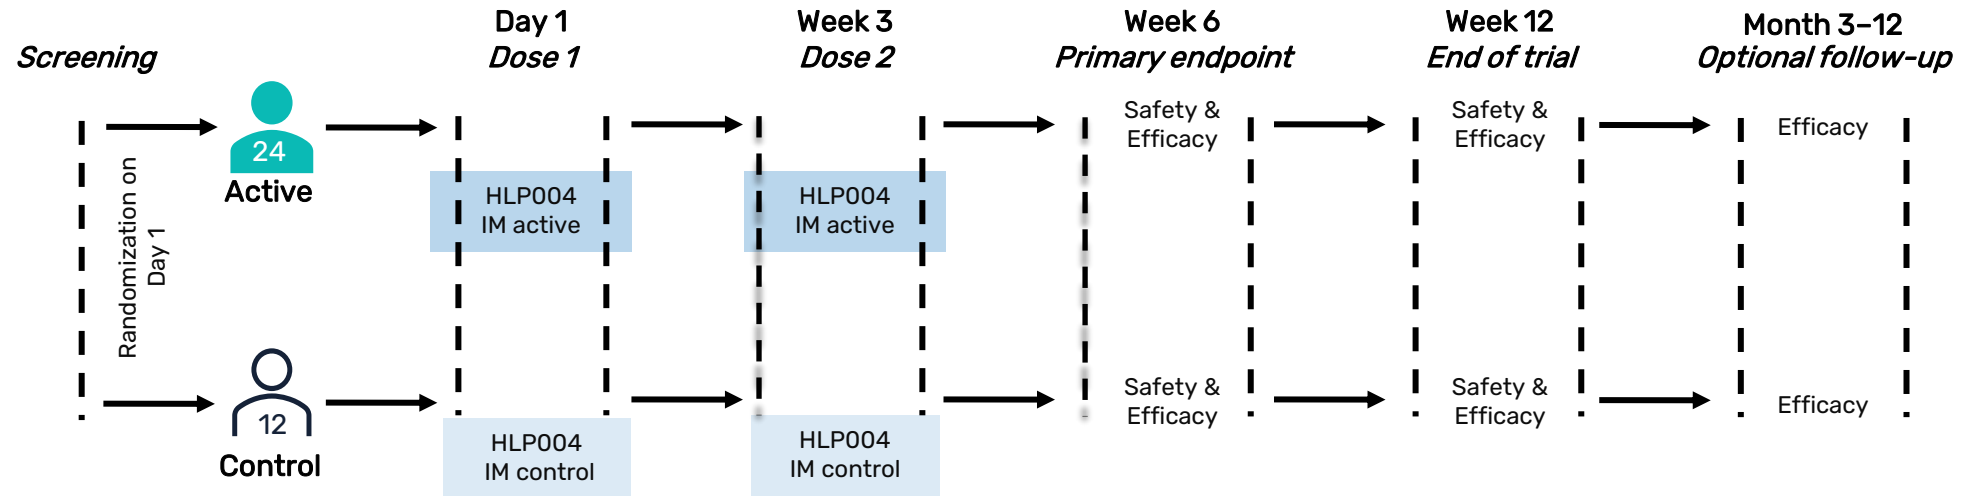 Screening
Day 1
Dose 1
Week 3
Dose 2
Week 6
Primary endpoint
Week 12
End of trial
Month 3–12
Optional follow-up
Randomization on
Day 1
24
Active
HLP004
IM active
HLP004
IM active
Safety &
Efficacy
Safety &
Efficacy
Efficacy
12
Control
HLP004
IM control
HLP004
IM control
Safety &
Efficacy
Safety &
Efficacy
Efficacy